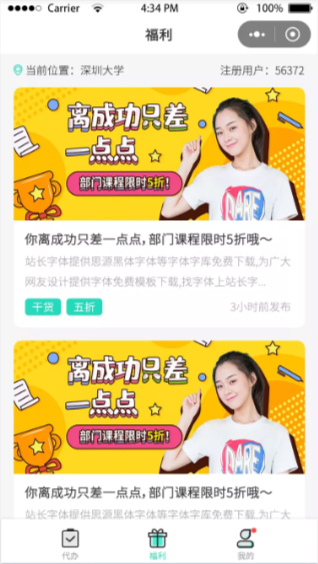 Carrier
4:34 PM
100%
福利
当前位置：深圳大学
注册用户：56372
离成功只差
一点点
部门课程限时5折！
DARE
你离成功只差一点点，部门课程限时5折哦～
站长字体提供思源黑体字体等字体字库免费下载,为广大
网友设计提供字体免费模板下载,找字体上站长字...
干货
五折
3小时前发布
离成功只差
一点点
部门课程限时5折！
DARE
你离成功只差一点点，部门课程限时5折哦～
站长字体提供思源黑体字体等字体字库免费下载,为广大
代办
福利
我的